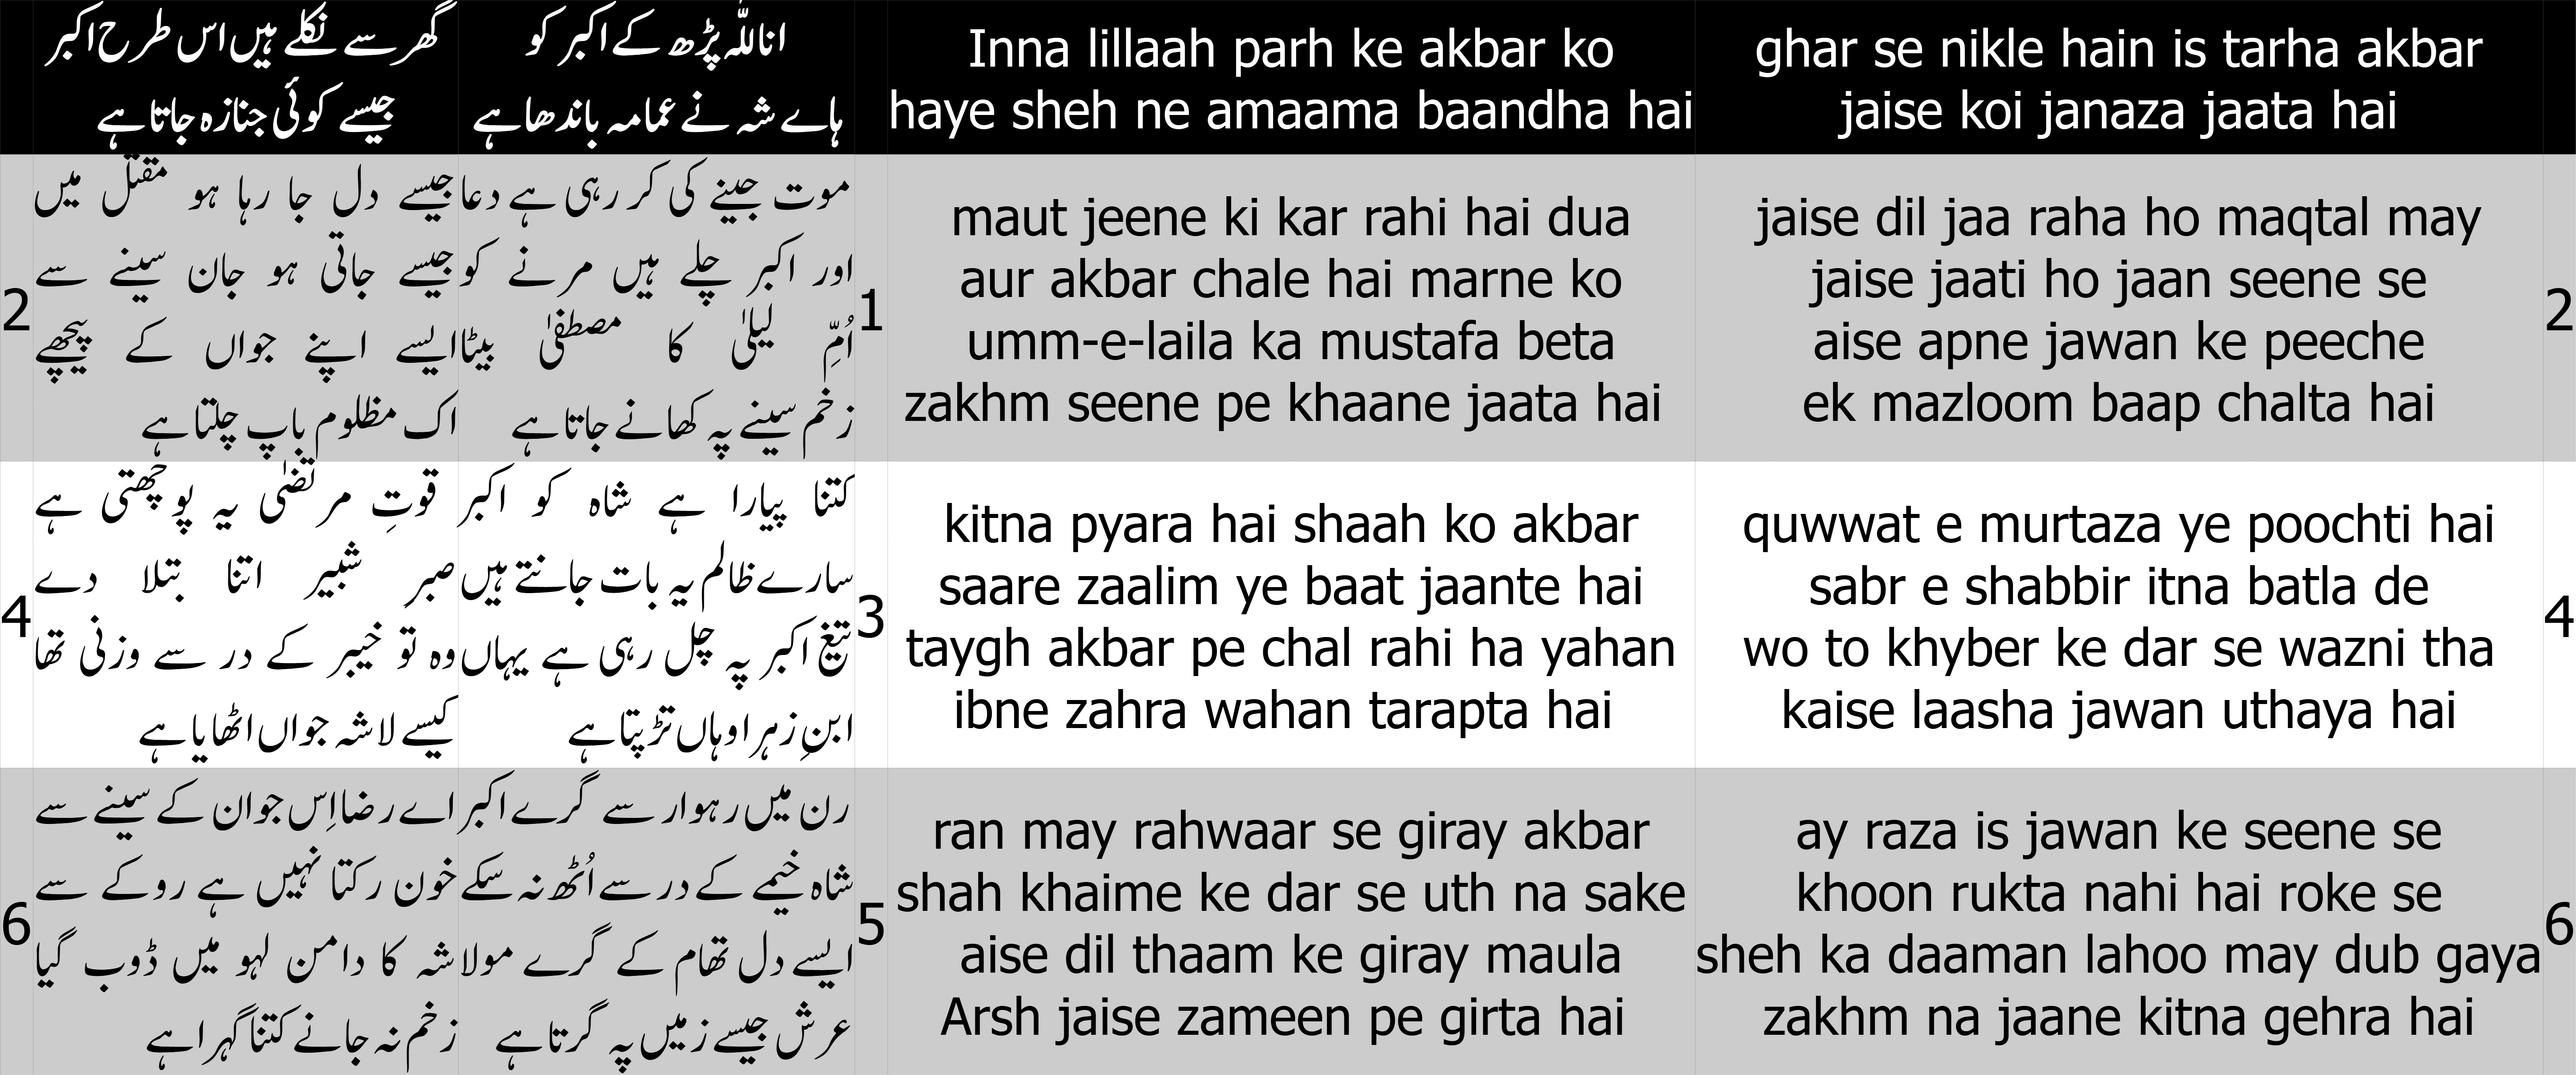 اناللہ پڑھ کے اکبر کو
ہاے شہ نے عمامہ باندھا ہے
گھر سے نکلے ہیں اس طرح اکبر
جیسے کوئی جنازہ جاتا ہے
1
موت جینے کی کر رہی ہے دعا
اور اکبر چلے ہیں مرنے کو
اُمِّ لیلیٰ کا مصطفیٰ بیٹا
زخم سینے پہ کھانے جاتا ہے
2
جیسے دل جا رہا ہو مقتل میں
جیسے جاتی ہو جان سینے سے
ایسے اپنے جواں کے پیچھے
اک مظلوم باپ چلتا ہے
3
کتنا پیارا ہے شاہ کو اکبر
سارے ظالم یہ بات جانتے ہیں
تیغ اکبر پہ چل رہی ہے یہاں
ابنِ زہرا وہاں تڑپتا ہے
4
قوتِ مرتضیٰ یہ پوچھتی ہے
صبرِ شبیر اتنا بتلا دے
وہ تو خیبر کے در سے وزنی تھا
کیسے لاشہ جواں اٹھایا ہے
5
رن میں رہوار سے گرے اکبر
شاہ خیمے کے در سے اُٹھ نہ سکے
ایسے دل تھام کے گرے مولا
عرش جیسے زمیں پہ گرتا ہے
6
اے رضا اِس جوان کے سینے سے
خون رکتا نہیں ہے روکے سے
شہ کا دامن لہو میں ڈوب گیا
زخم نہ جانے کتنا گہرا ہے
Inna lillaah parh ke akbar ko
haye sheh ne amaama baandha hai
ghar se nikle hain is tarha akbar
jaise koi janaza jaata hai
maut jeene ki kar rahi hai dua
aur akbar chale hai marne ko
umm-e-laila ka mustafa beta
zakhm seene pe khaane jaata hai
jaise dil jaa raha ho maqtal may
jaise jaati ho jaan seene se
aise apne jawan ke peeche
ek mazloom baap chalta hai
2
kitna pyara hai shaah ko akbar
saare zaalim ye baat jaante hai
taygh akbar pe chal rahi ha yahan
ibne zahra wahan tarapta hai
quwwat e murtaza ye poochti hai
sabr e shabbir itna batla de
wo to khyber ke dar se wazni tha
kaise laasha jawan uthaya hai
4
ran may rahwaar se giray akbar
shah khaime ke dar se uth na sake
aise dil thaam ke giray maula
Arsh jaise zameen pe girta hai
ay raza is jawan ke seene se
khoon rukta nahi hai roke se
sheh ka daaman lahoo may dub gaya
zakhm na jaane kitna gehra hai
6